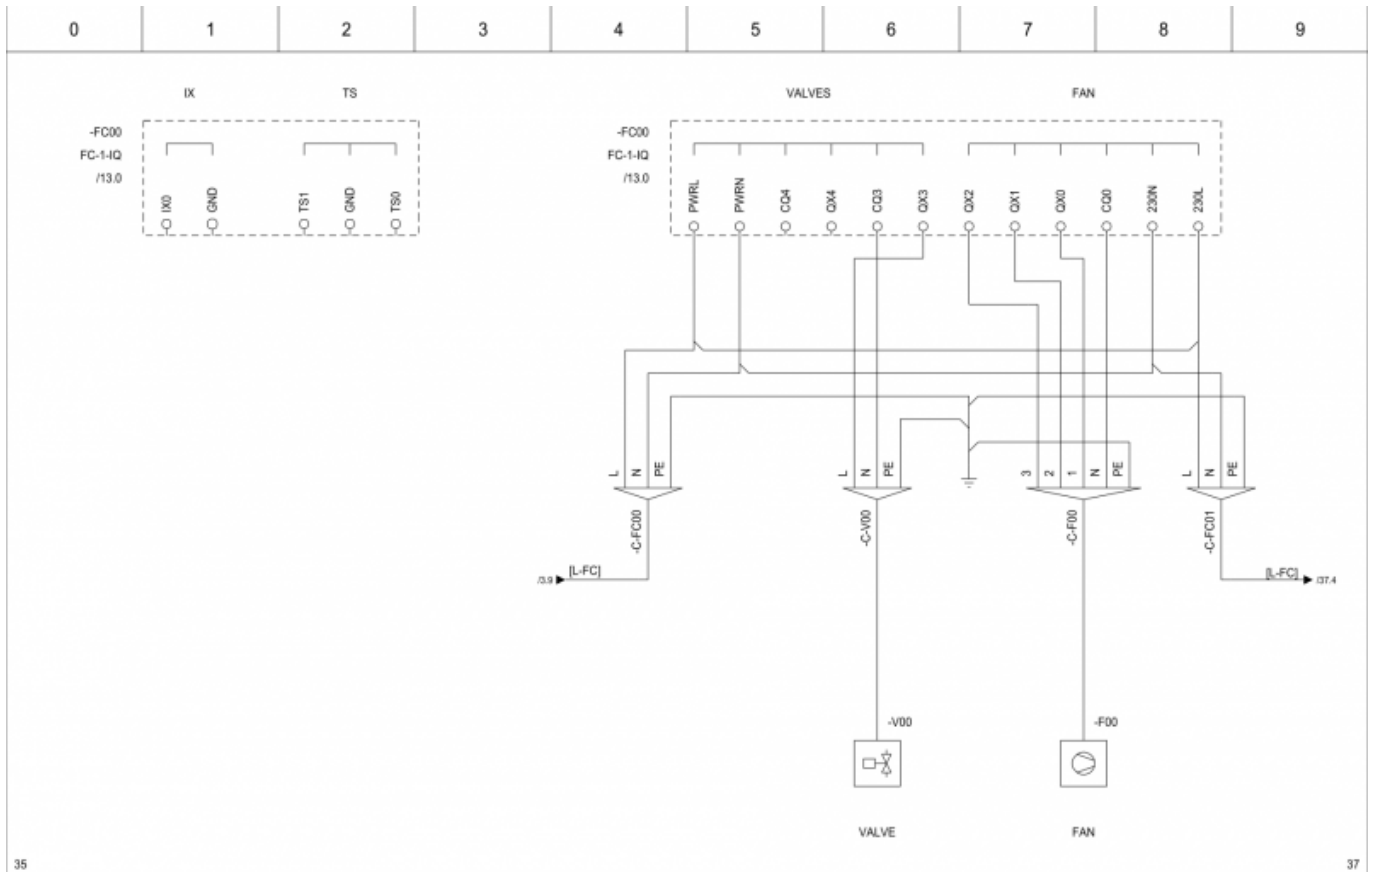 0 1 2 3 4 5 6 7 8 9
IX TS VALVES FAN
-FC00
FC-1-IQ
/13.0
IX0
GND
TS1
GND
TS0
-FC00
FC-1-IQ
/13.0
PWRL
PWRN
CQ4
QX4
CQ3
QX3
QX2
QX1
QX0
CQ0
230N
230L
L
N
PE
L
N
PE
3
2
1
N
PE
L
N
PE
-C-FC00
-C-V00
-C-F00
-C-FC01
/3.9
[L-FC]
[L-FC]
/37.4
-V00
-F00
VALVE
FAN
35
37